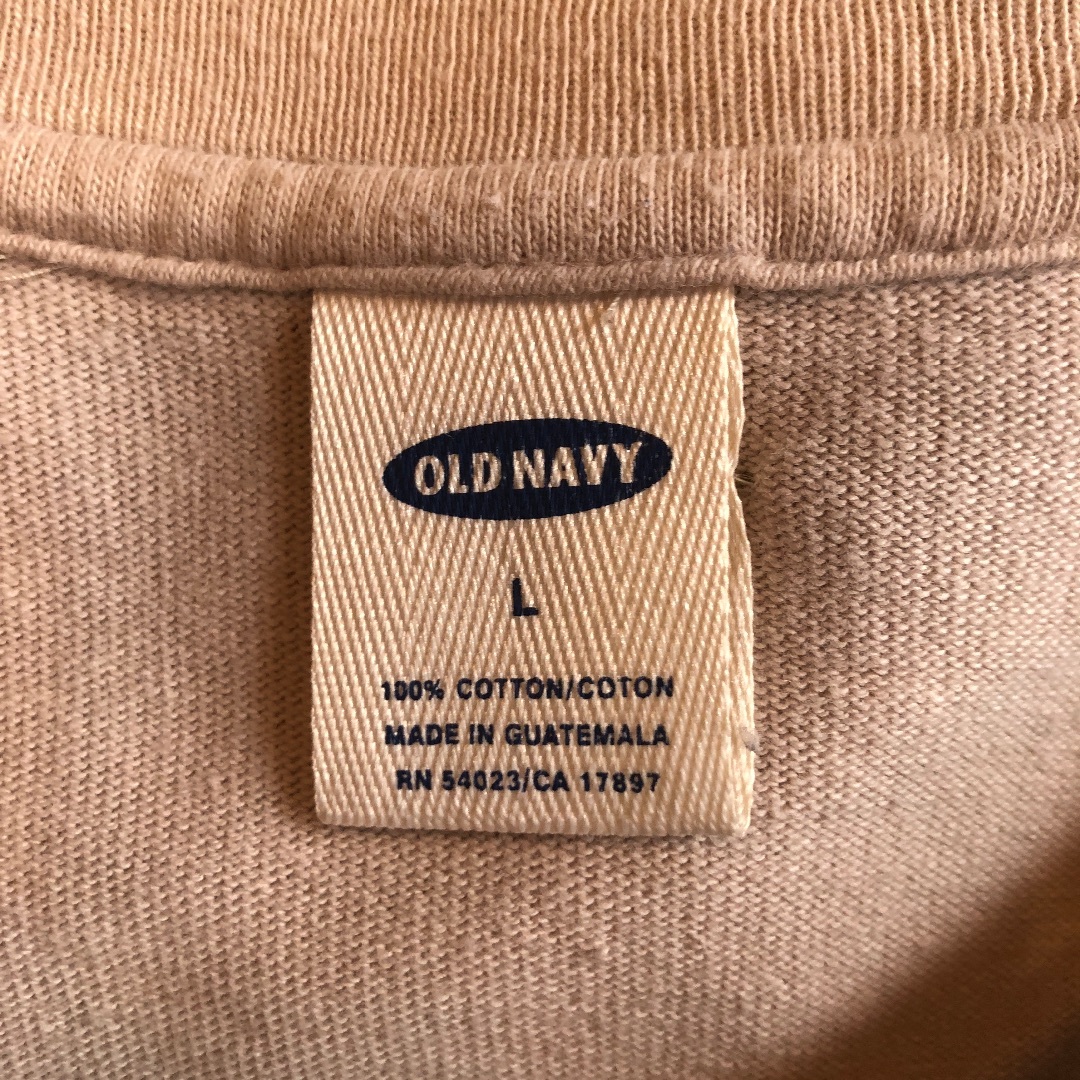 OLD NAVY
L
100% COTTON/COTON
MADE IN GUATEMALA
RN 54023/CA 17897